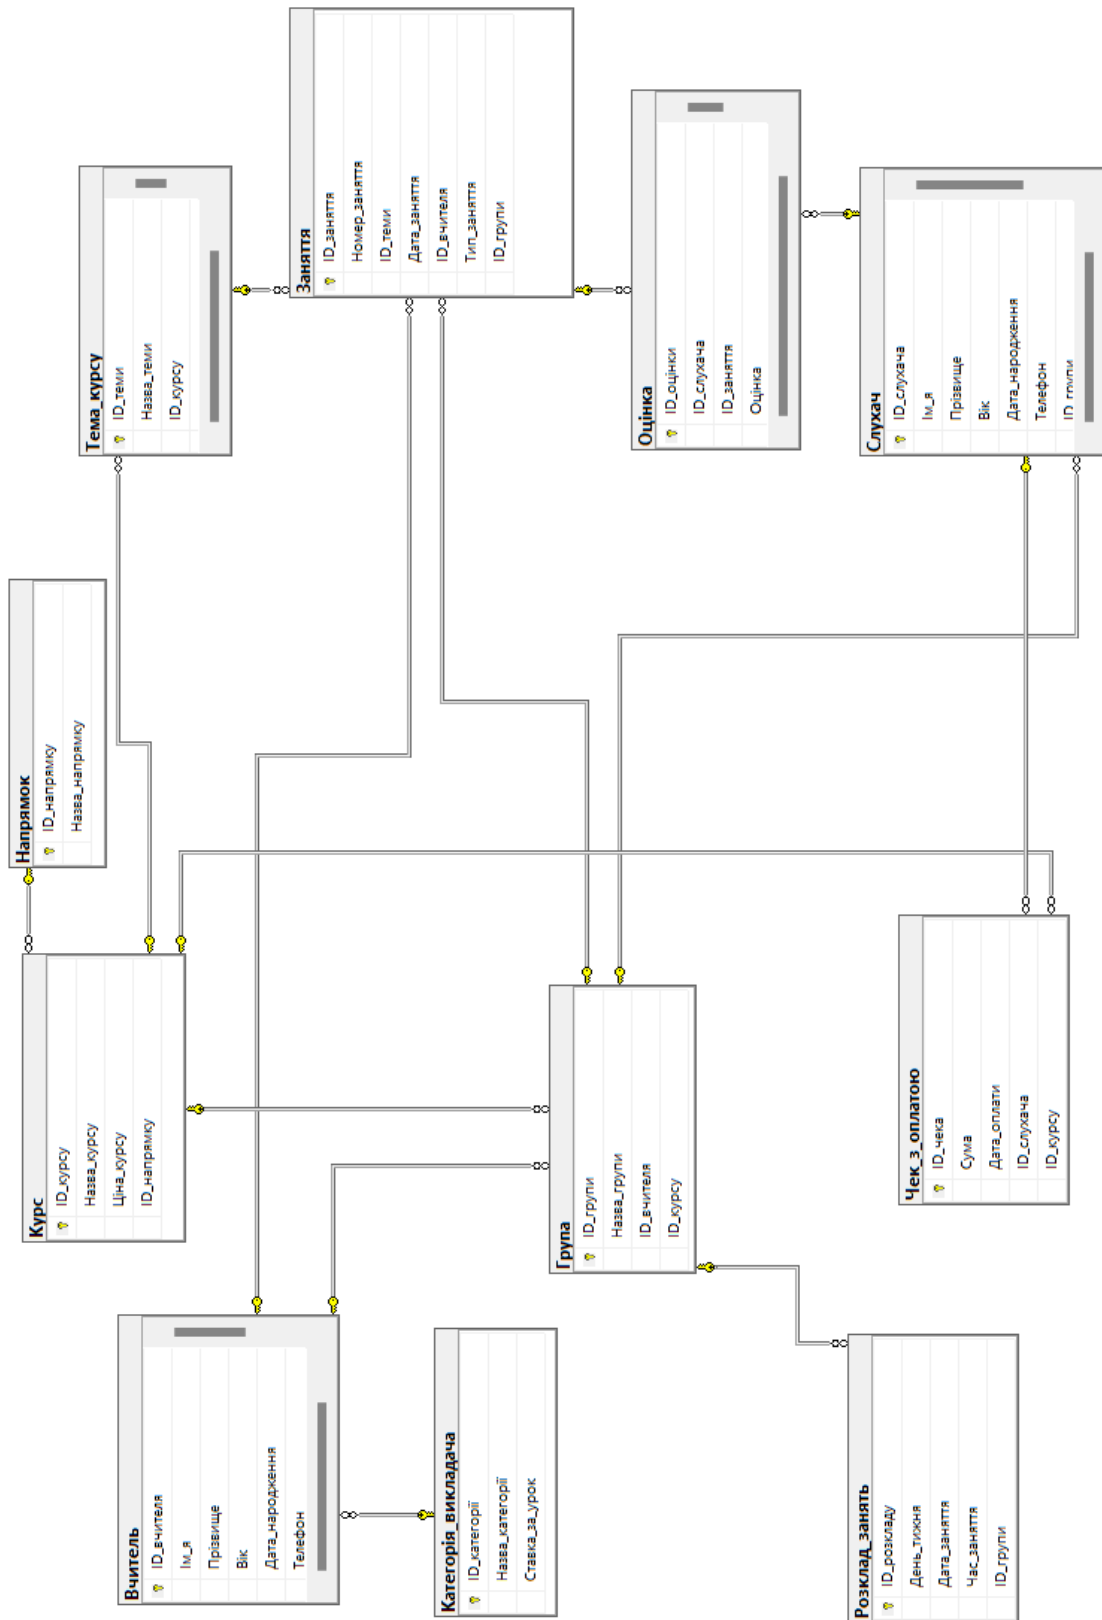 Вчитель
ID_вчителя
Ім_я
Прізвище
Вік
Дата_народження
Телефон
Категорія_викладача
ID_категорії
Назва_категорії
Ставка_за_урок
Розклад_занять
ID_розкладу
День_тижня
Дата_заняття
Час_заняття
ID_групи
Курс
ID_курсу
Назва_курсу
Ціна_курсу
ID_напрямку
Група
ID_групи
Назва_групи
ID_вчителя
ID_курсу
Чек_з_оплатою
ID_чека
Сума
Дата_оплати
ID_слухача
ID_курсу
Напрямок
ID_напрямку
Назва_напрямку
Тема_курсу
ID_теми
Назва_теми
ID_курсу
Заняття
ID_заняття
Номер_заняття
ID_теми
Дата_заняття
ID_вчителя
Тип_заняття
ID_групи
Оцінка
ID_оцінки
ID_слухача
ID_заняття
Оцінка
Слухач
ID_слухача
Ім_я
Прізвище
Вік
Дата_народження
Телефон
ID_групи